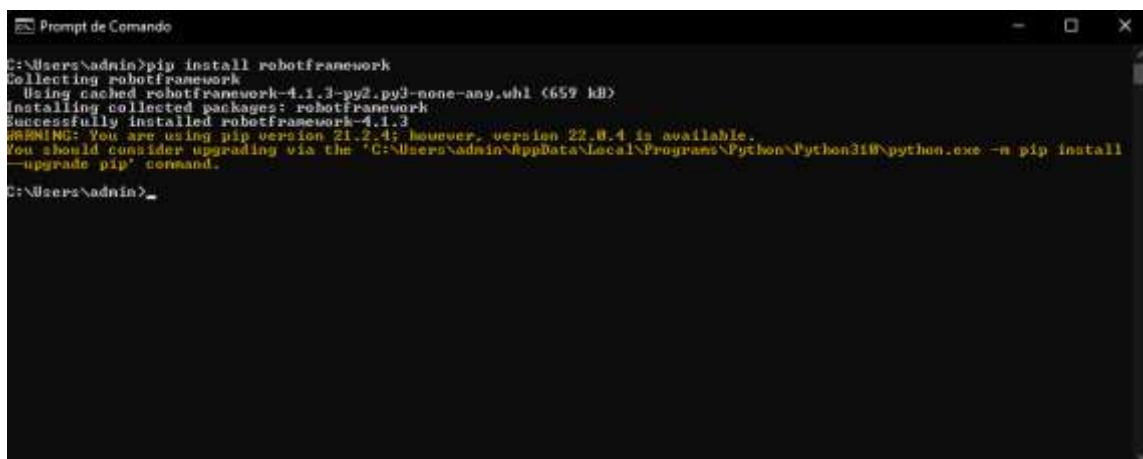 Prompt de Comando
C:\Users\admin>pip install robotframework
Collecting robotframework
  Using cached robotframework-4.1.3-py2.py3-none-any.whl (659 kB)
Installing collected packages: robotframework
Successfully installed robotframework-4.1.3
WARNING: You are using pip version 21.2.4; however, version 22.0.4 is available.
You should consider upgrading via the 'C:\Users\admin\AppData\Local\Programs\Python\Python310\python.exe -m pip install
--upgrade pip' command.
C:\Users\admin>_